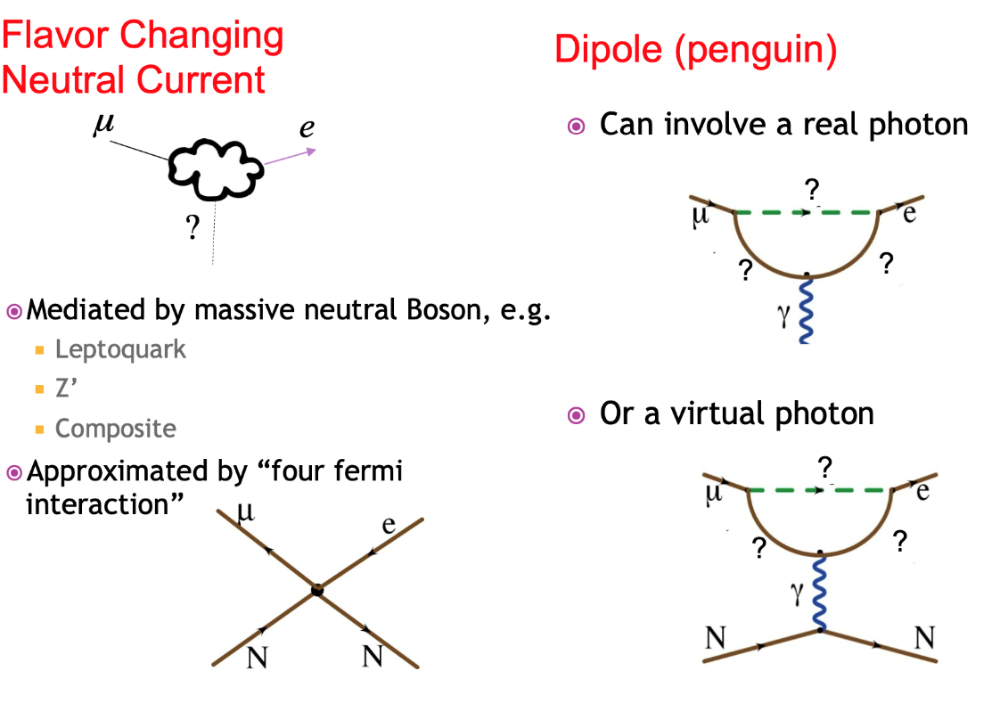 Flavor Changing
Neutral Current
μ
e
?
Mediated by massive neutral Boson, e.g.
Leptoquark
Z’
Composite
Approximated by “four fermi
interaction”
μ
e
N
N
Dipole (penguin)
Can involve a real photon
?
μ
e
?
?
γ
Or a virtual photon
?
μ
e
?
?
γ
N
N